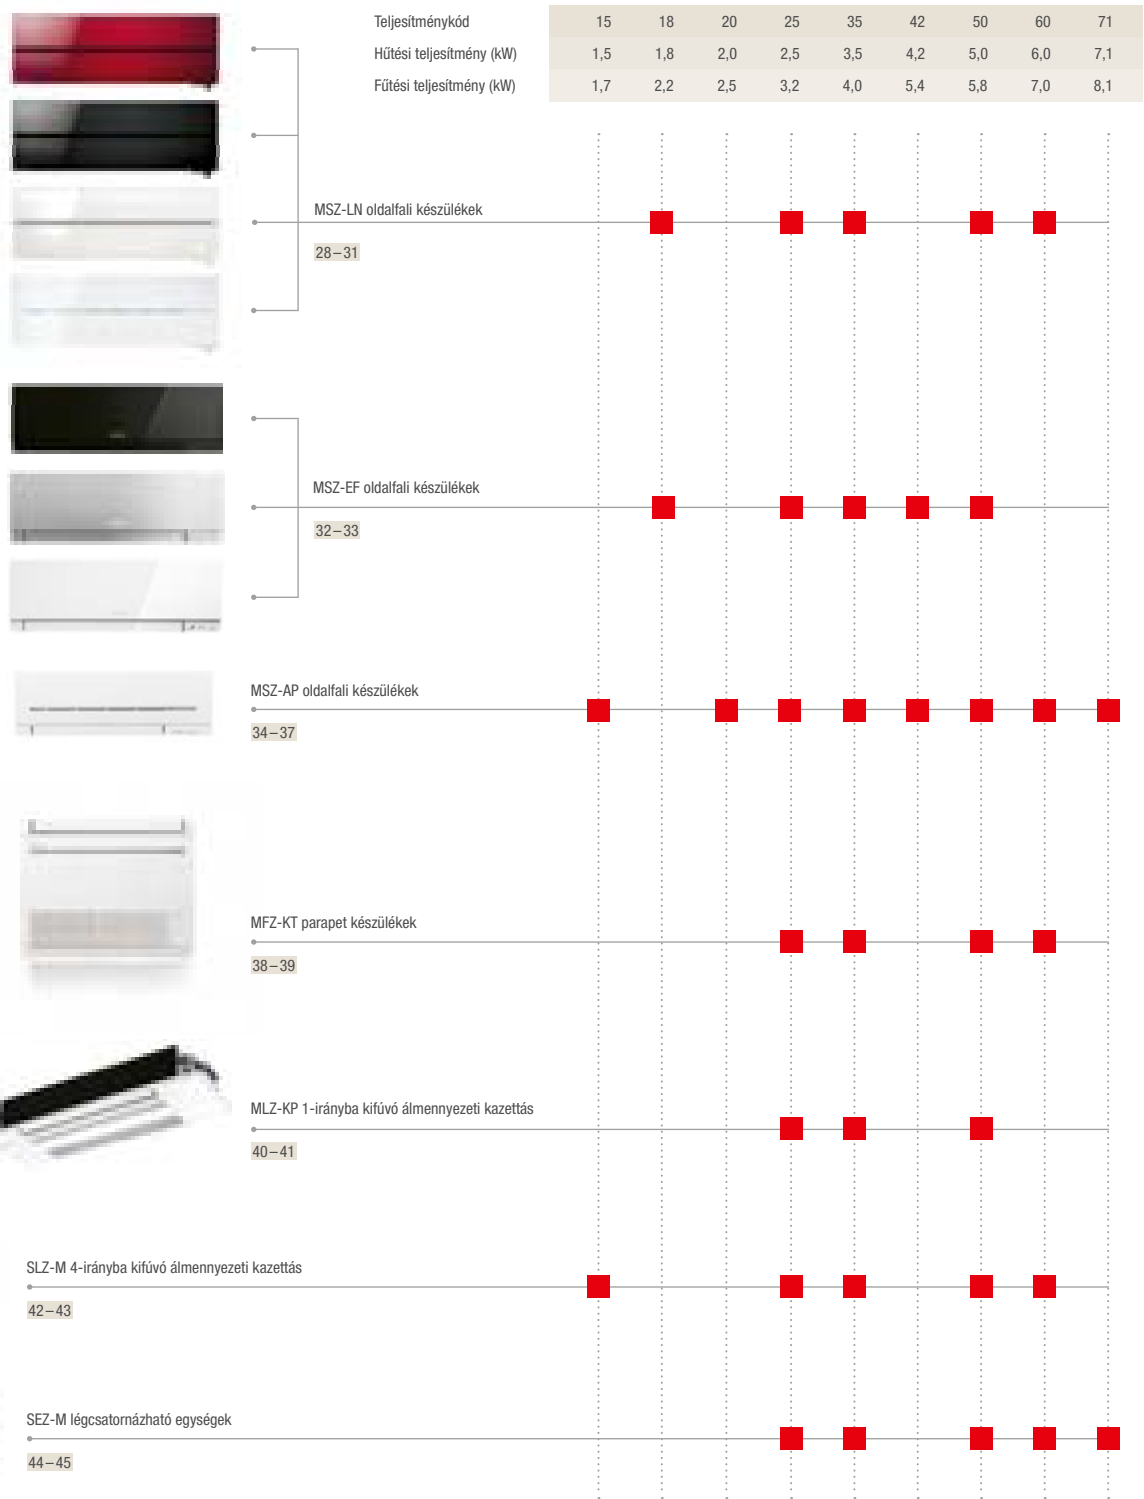 Teljesítménykód 15 18 20 25 35 42 50 60 71
Hűtési teljesítmény (kW) 1,5 1,8 2,0 2,5 3,5 4,2 5,0 6,0 7,1
Fűtési teljesítmény (kW) 1,7 2,2 2,5 3,2 4,0 5,4 5,8 7,0 8,1
MSZ-LN oldalfali készülékek
28–31
MSZ-EF oldalfali készülékek
32–33
MSZ-AP oldalfali készülékek
34–37
MFZ-KT parapet készülékek
38–39
MLZ-KP 1-irányba kifúvó álmennyezeti kazettás
40–41
SLZ-M 4-irányba kifúvó álmennyezeti kazettás
42–43
SEZ-M légcsatornázható egységek
44–45